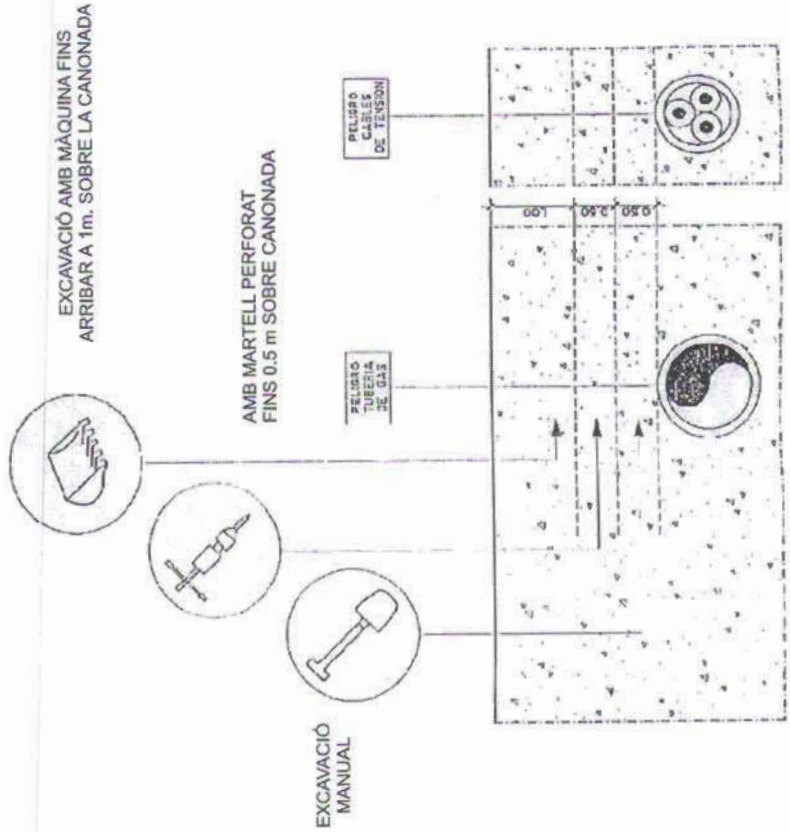 EXCAVACIÓ AMB MÀQUINA FINS
ARRIBAR A 1m. SOBRE LA CANONADA
AMB MARTELL PERFORAT
FINS 0.5 m SOBRE CANONADA
EXCAVACIÓ
MANUAL
PELIGRO
TUBERIA
DE GAS
PELIGRO
CABLES
DE TENSION
1.00
0.50
0.50